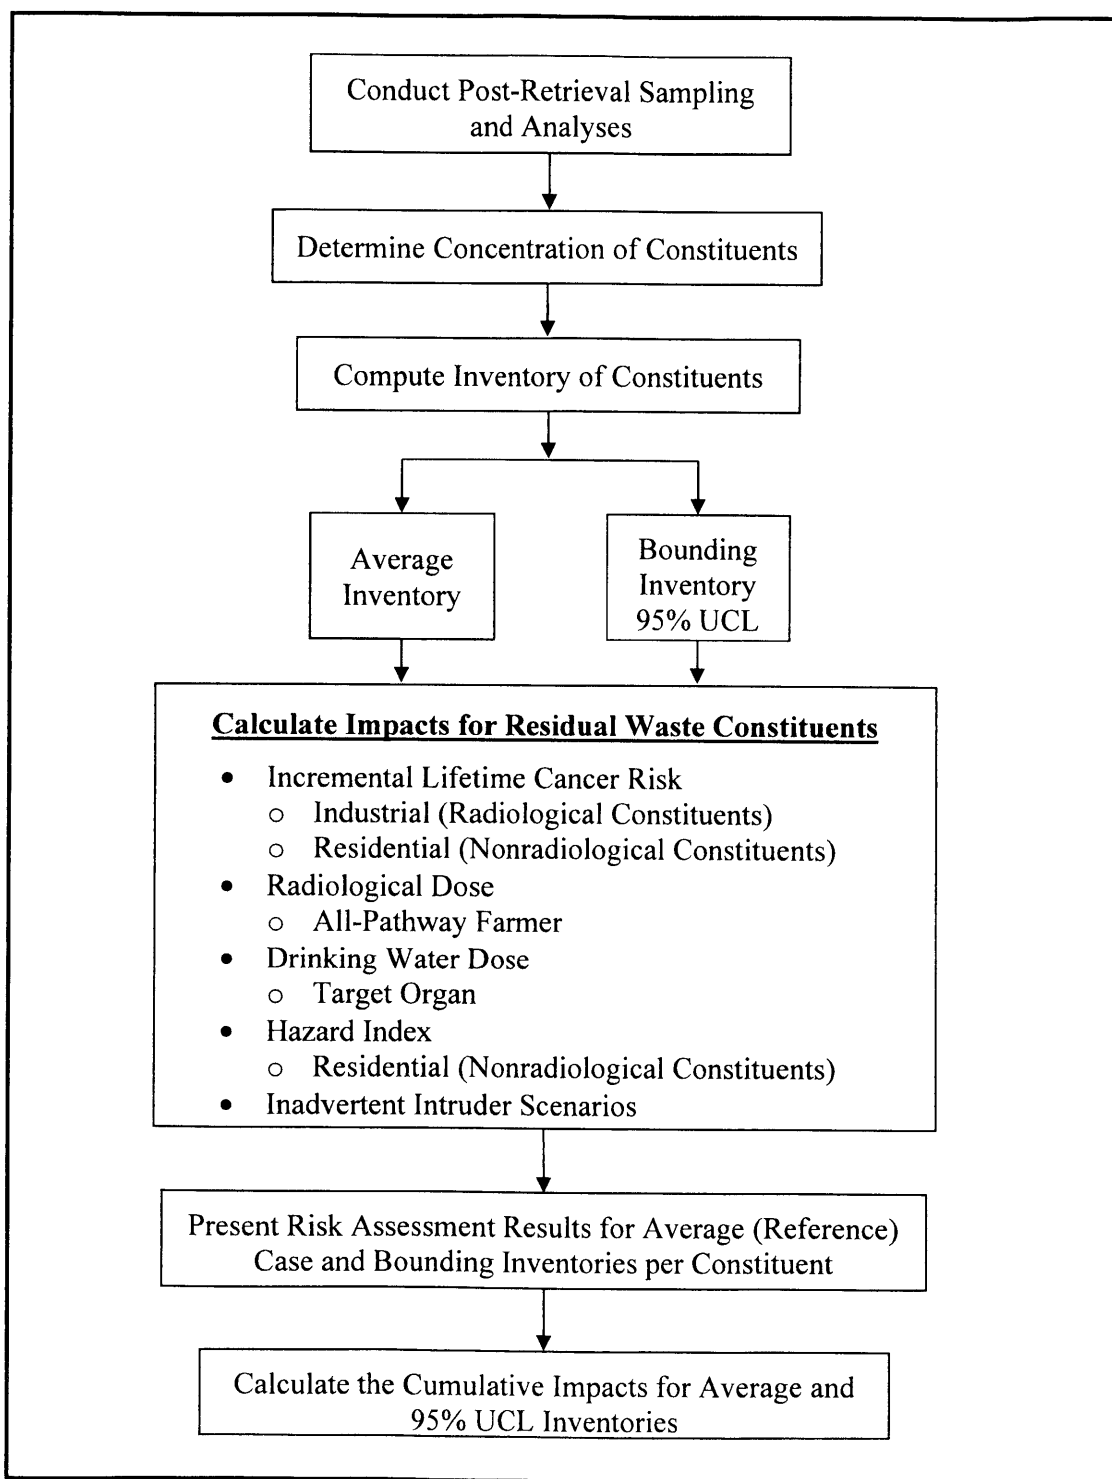 Conduct Post-Retrieval Sampling
and Analyses
Determine Concentration of Constituents
Compute Inventory of Constituents
Average
Inventory
Bounding
Inventory
95% UCL
Calculate Impacts for Residual Waste Constituents
• Incremental Lifetime Cancer Risk
o Industrial (Radiological Constituents)
o Residential (Nonradiological Constituents)
• Radiological Dose
o All-Pathway Farmer
• Drinking Water Dose
o Target Organ
• Hazard Index
o Residential (Nonradiological Constituents)
• Inadvertent Intruder Scenarios
Present Risk Assessment Results for Average (Reference)
Case and Bounding Inventories per Constituent
Calculate the Cumulative Impacts for Average and
95% UCL Inventories